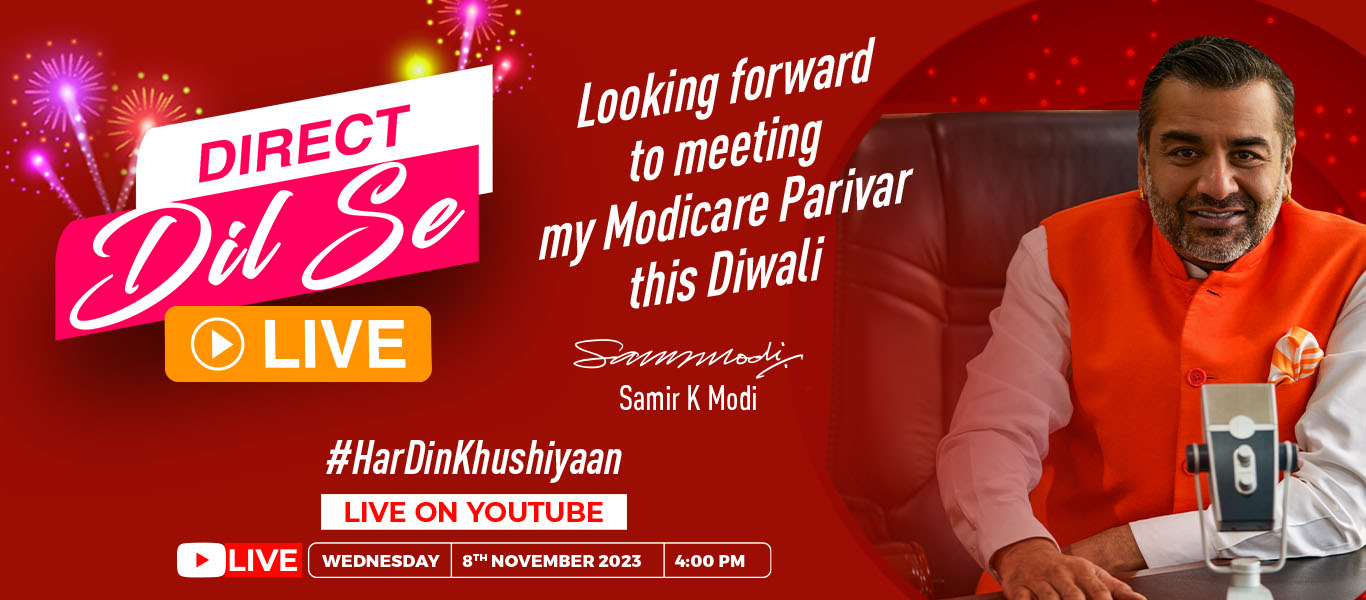 DIRECT
Dil Se
LIVE
Looking forward
to meeting
my Modicare Parivar
this Diwali
SamirModi.
Samir K Modi
#HarDinKhushiyaan
LIVE ON YOUTUBE
LIVE WEDNESDAY 8TH NOVEMBER 2023 4:00 PM